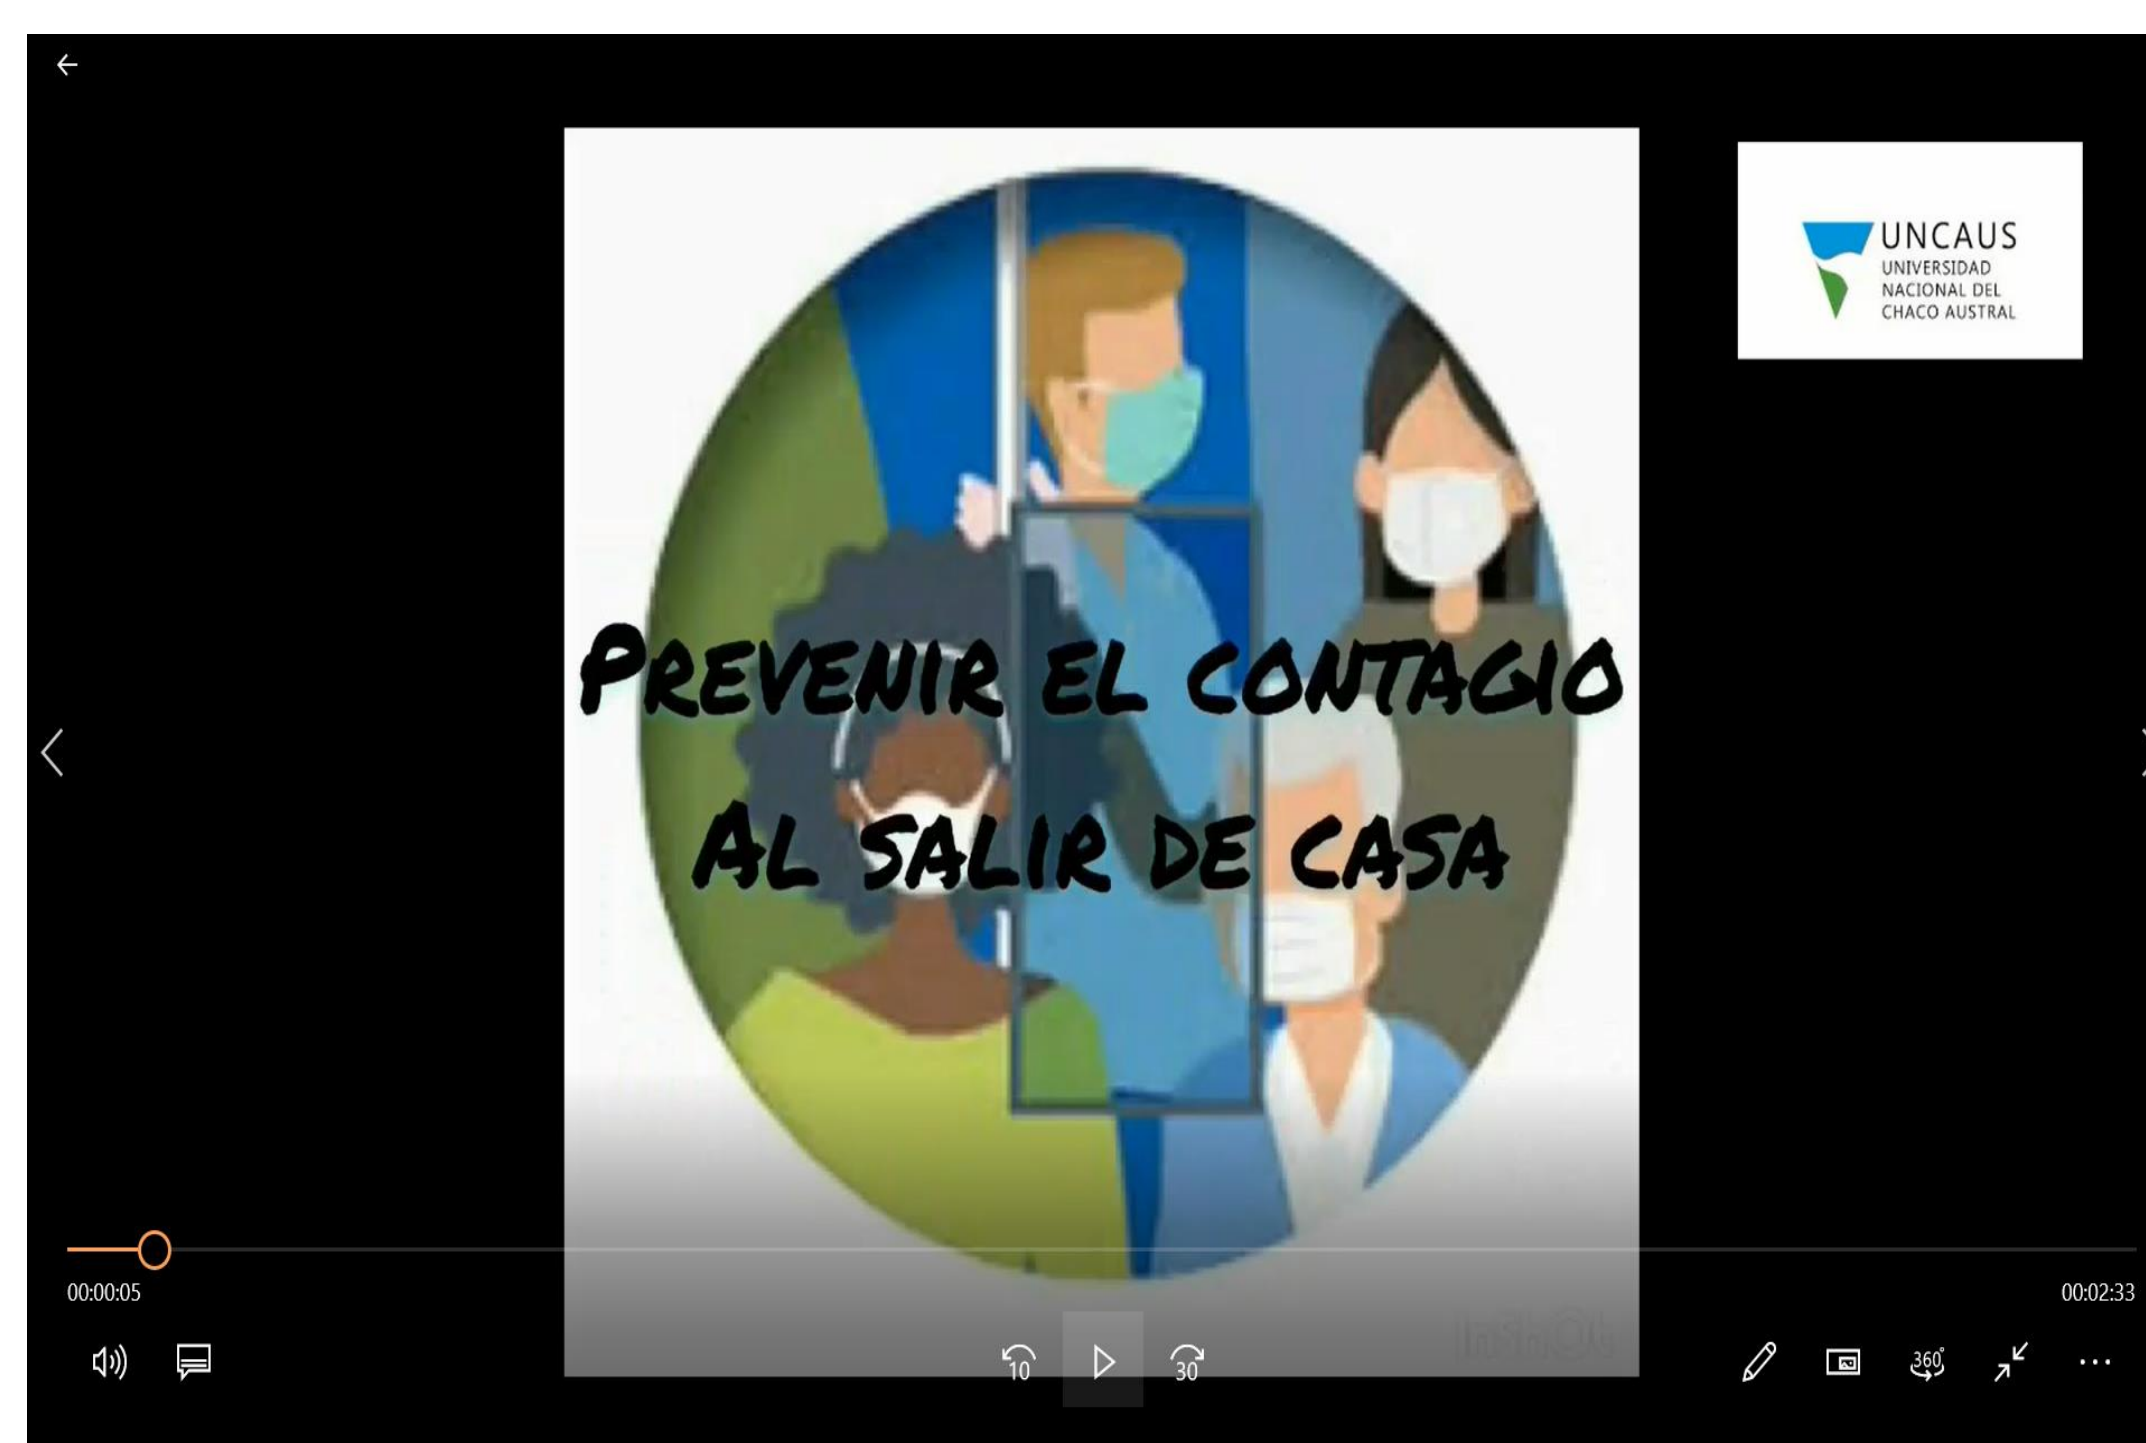 UNCAUS
UNIVERSIDAD
NACIONAL DEL
CHACO AUSTRAL
PREVENIR EL CONTAGIO
AL SALIR DE CASA
00:00:05
00:02:33
10
30
360°